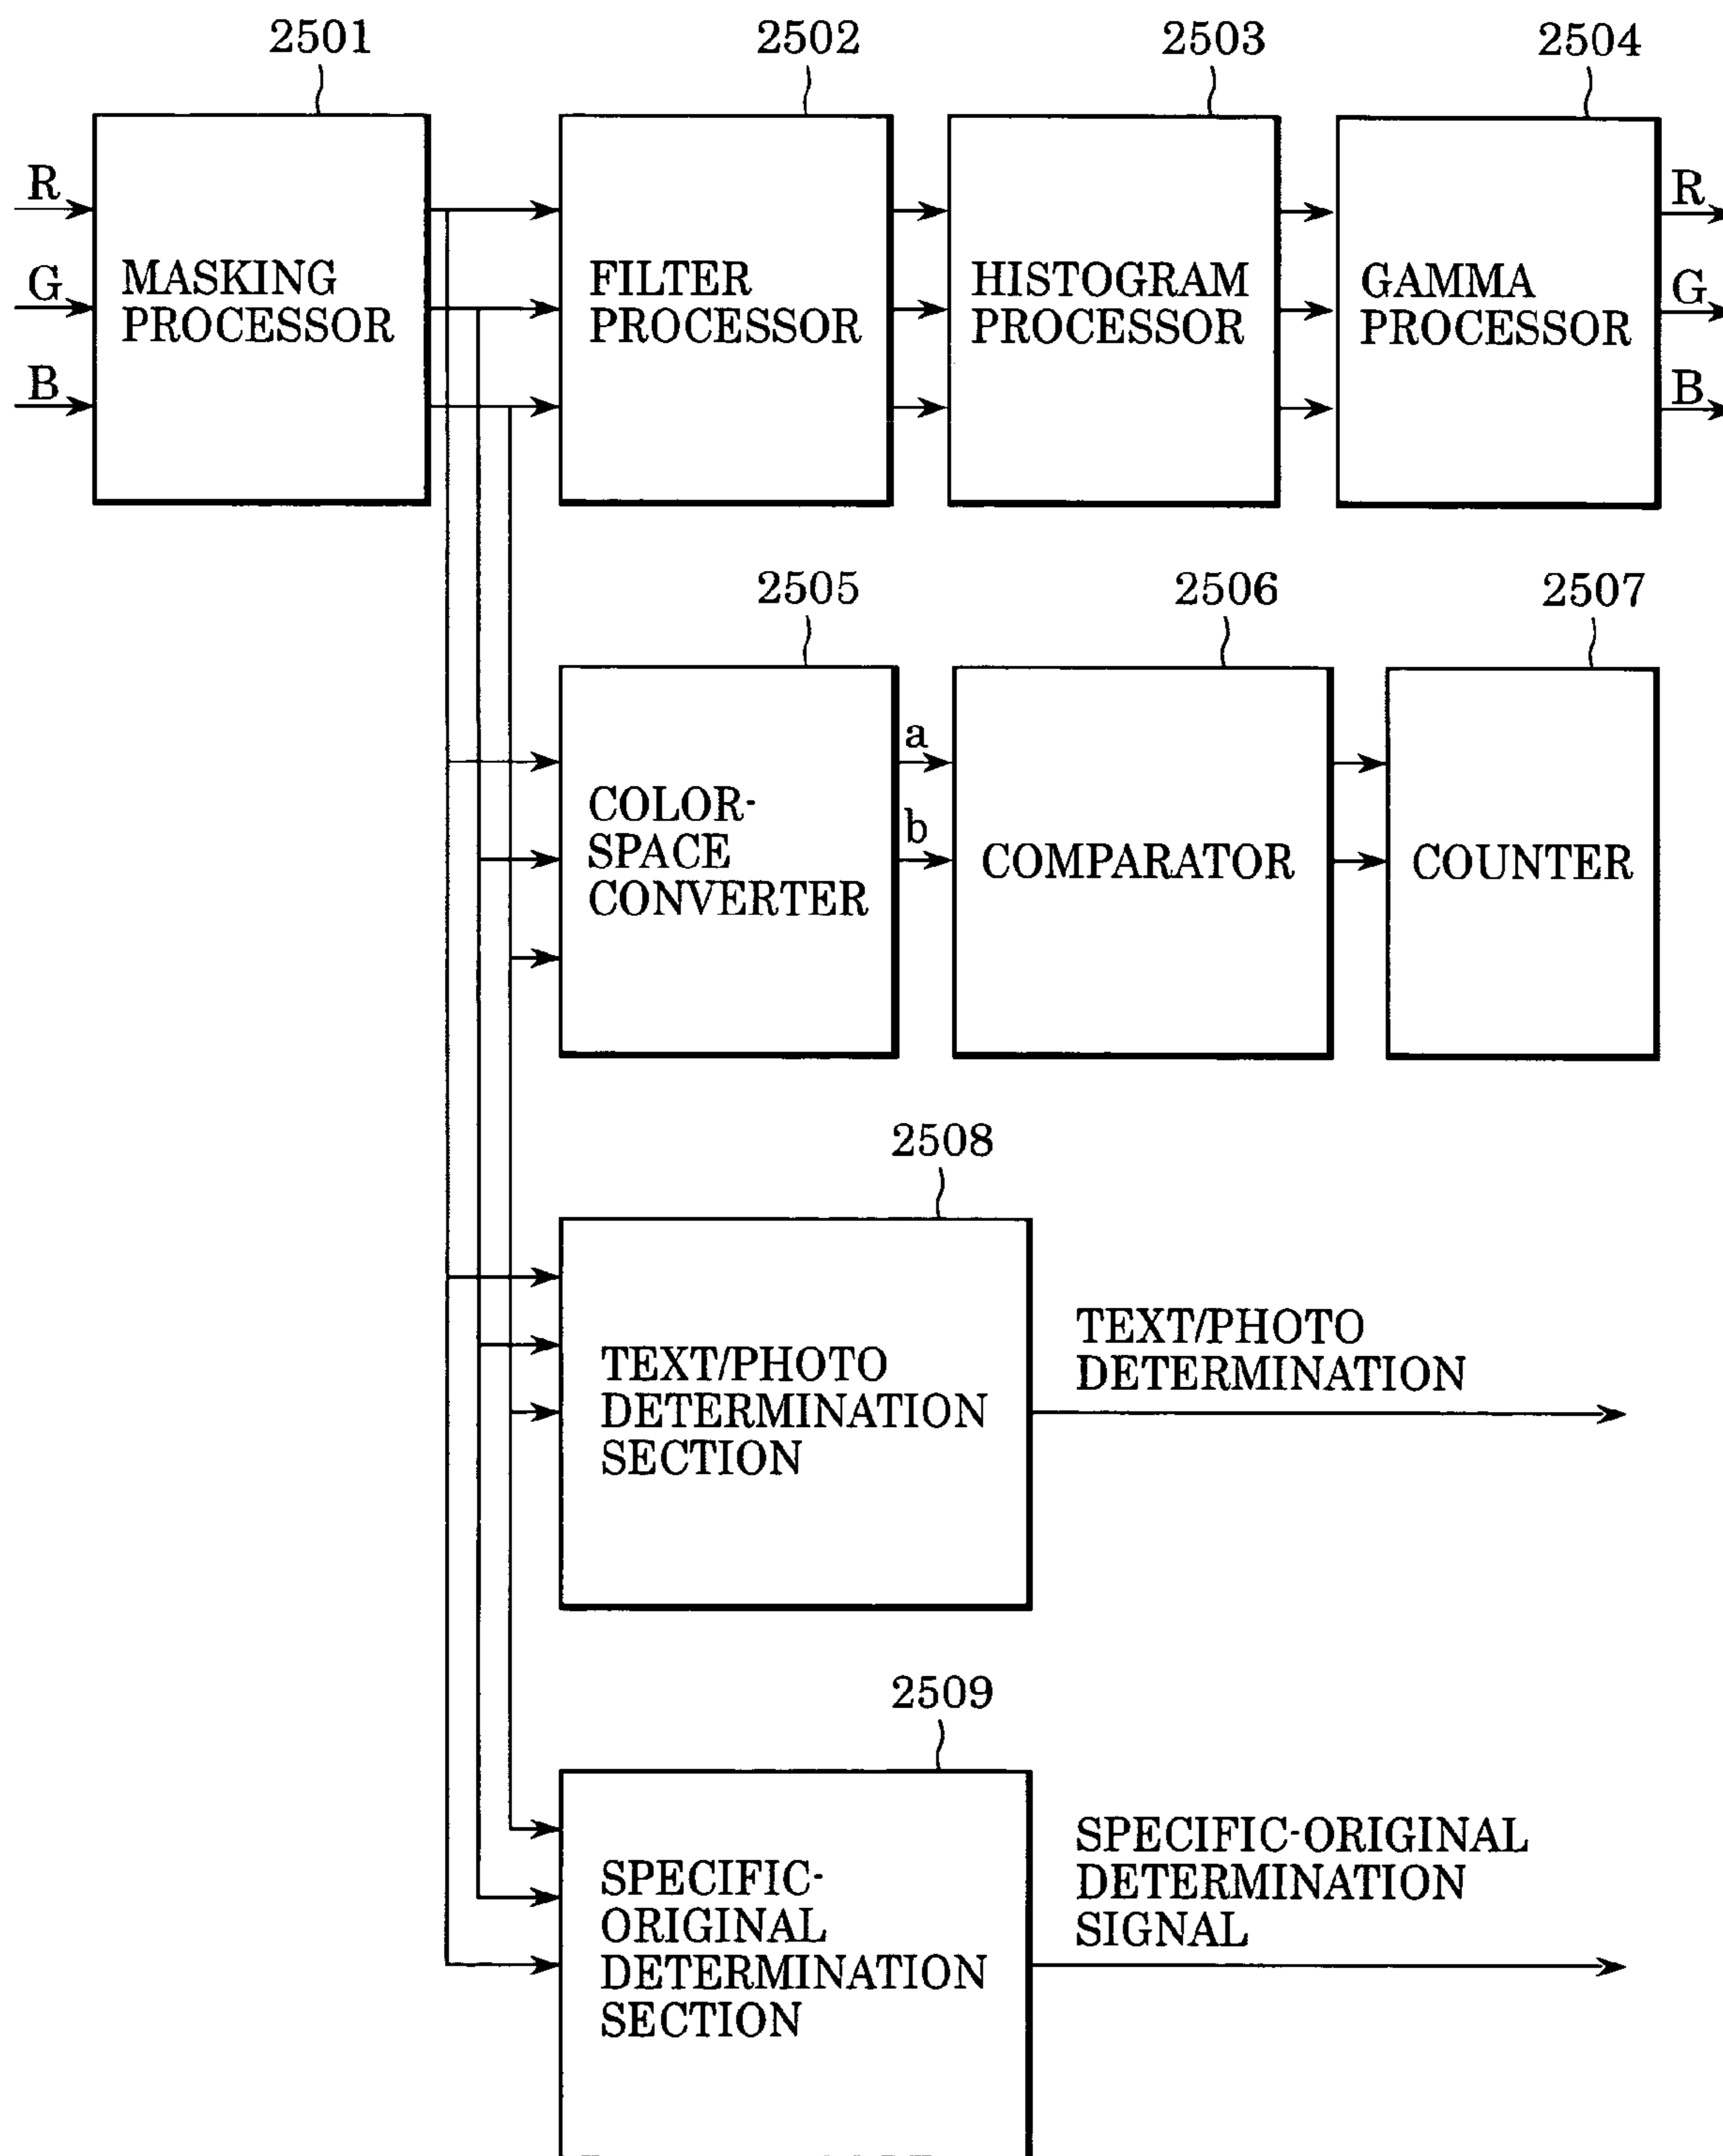 2501
2502
2503
2504
R
G
B
MASKING
PROCESSOR
FILTER
PROCESSOR
HISTOGRAM
PROCESSOR
GAMMA
PROCESSOR
R
G
B
2505
2506
2507
COLOR-
SPACE
CONVERTER
a
b
COMPARATOR
COUNTER
2508
TEXT/PHOTO
DETERMINATION
SECTION
TEXT/PHOTO
DETERMINATION
2509
SPECIFIC-
ORIGINAL
DETERMINATION
SECTION
SPECIFIC-ORIGINAL
DETERMINATION
SIGNAL